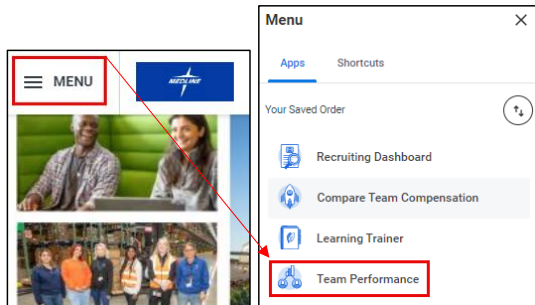 MENU
MEDLINE
Menu
Apps
Shortcuts
Your Saved Order
Recruiting Dashboard
Compare Team Compensation
Learning Trainer
Team Performance